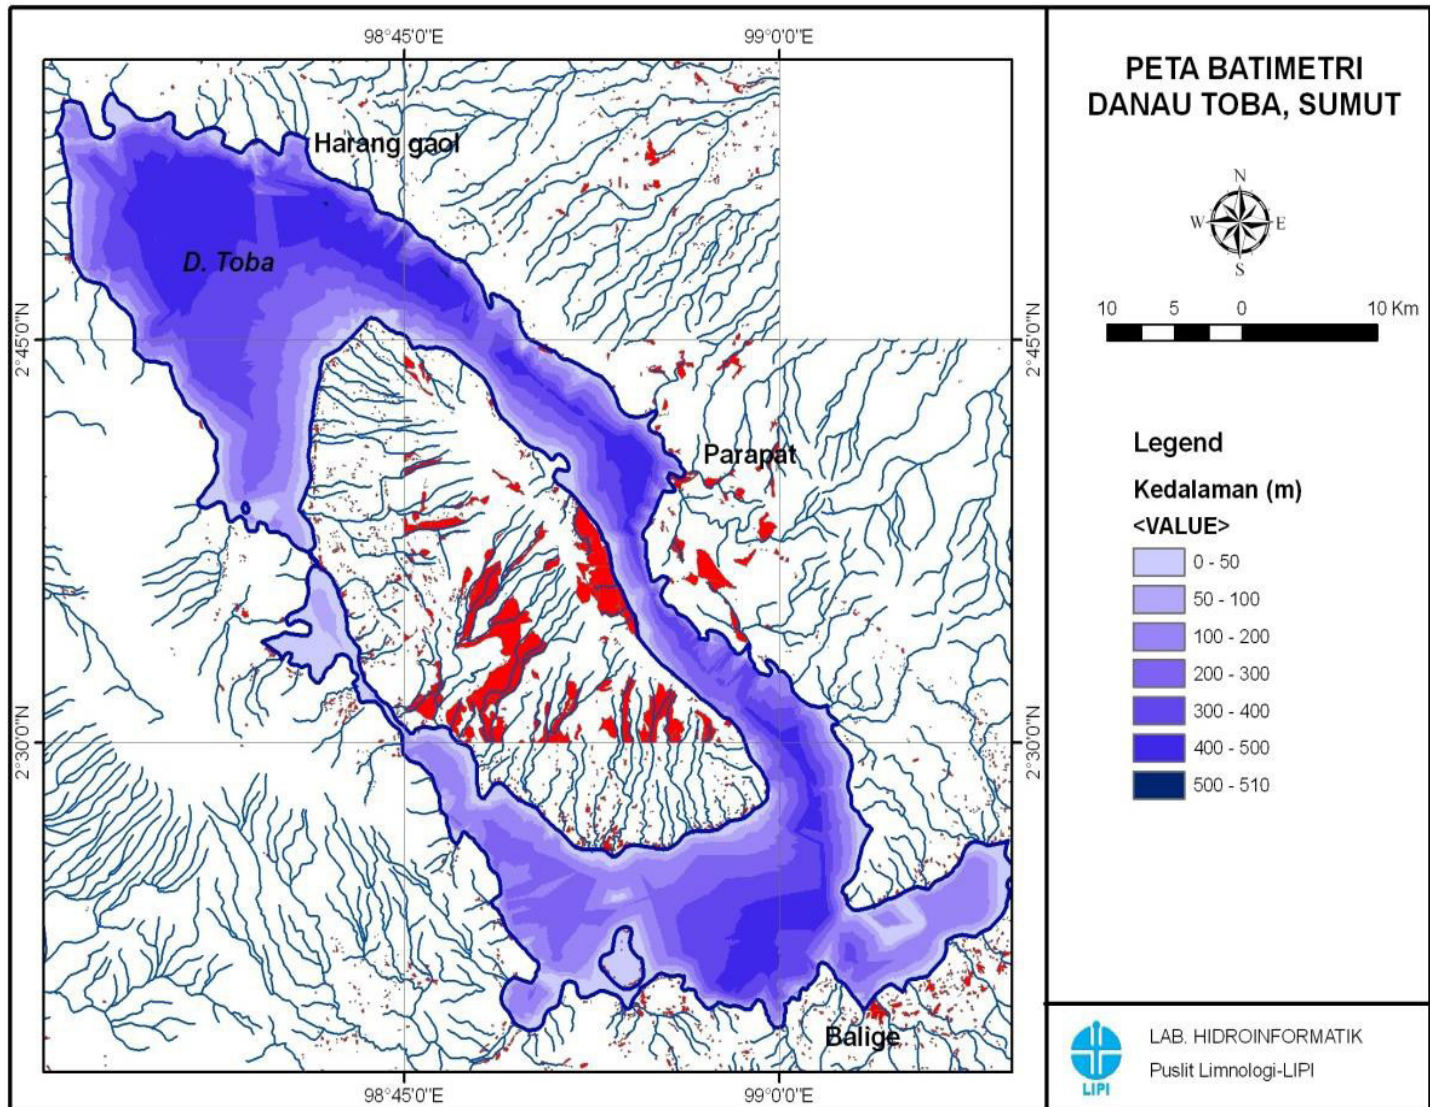 98°45'0"E
99°0'0"E
Harang gaol
D. Toba
2°45'0"N
2°45'0"N
Parapat
2°30'0"N
2°30'0"N
Balige
98°45'0"E
99°0'0"E
PETA BATIMETRI
DANAU TOBA, SUMUT
N
W E
S
10 5 0 10 Km
Legend
Kedalaman (m)
<VALUE>
0 - 50
50 - 100
100 - 200
200 - 300
300 - 400
400 - 500
500 - 510
LIPI
LAB. HIDROINFORMATIK
Puslit Limnologi-LIPI